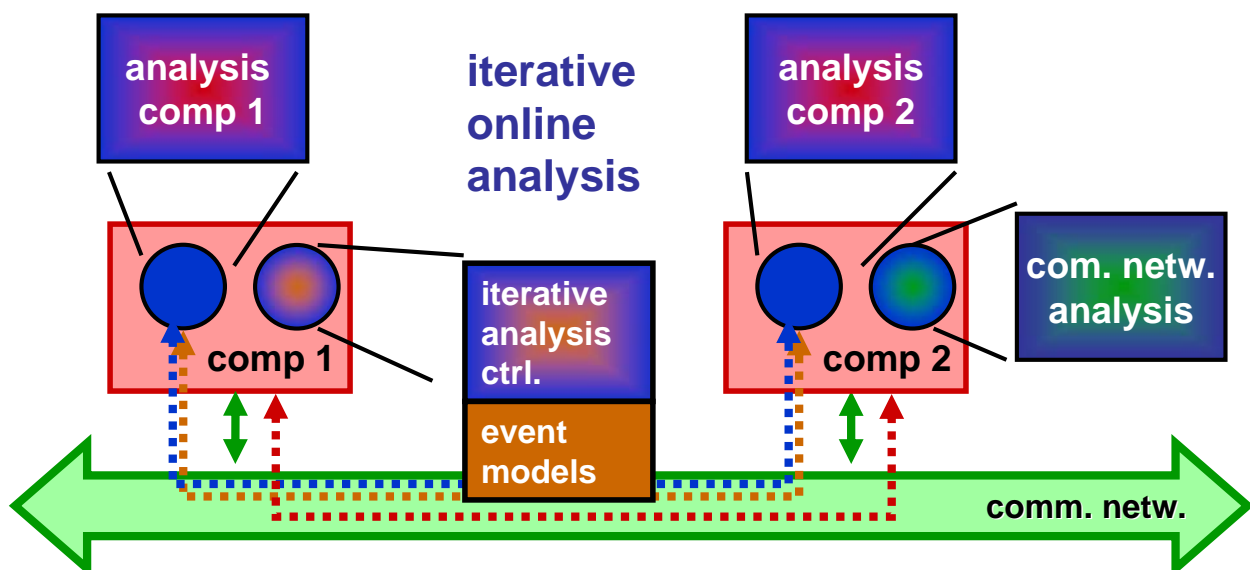 analysis
comp 1
iterative
online
analysis
analysis
comp 2
com. netw.
analysis
iterative
analysis
ctrl.
comp 1
comp 2
event
models
comm. netw.